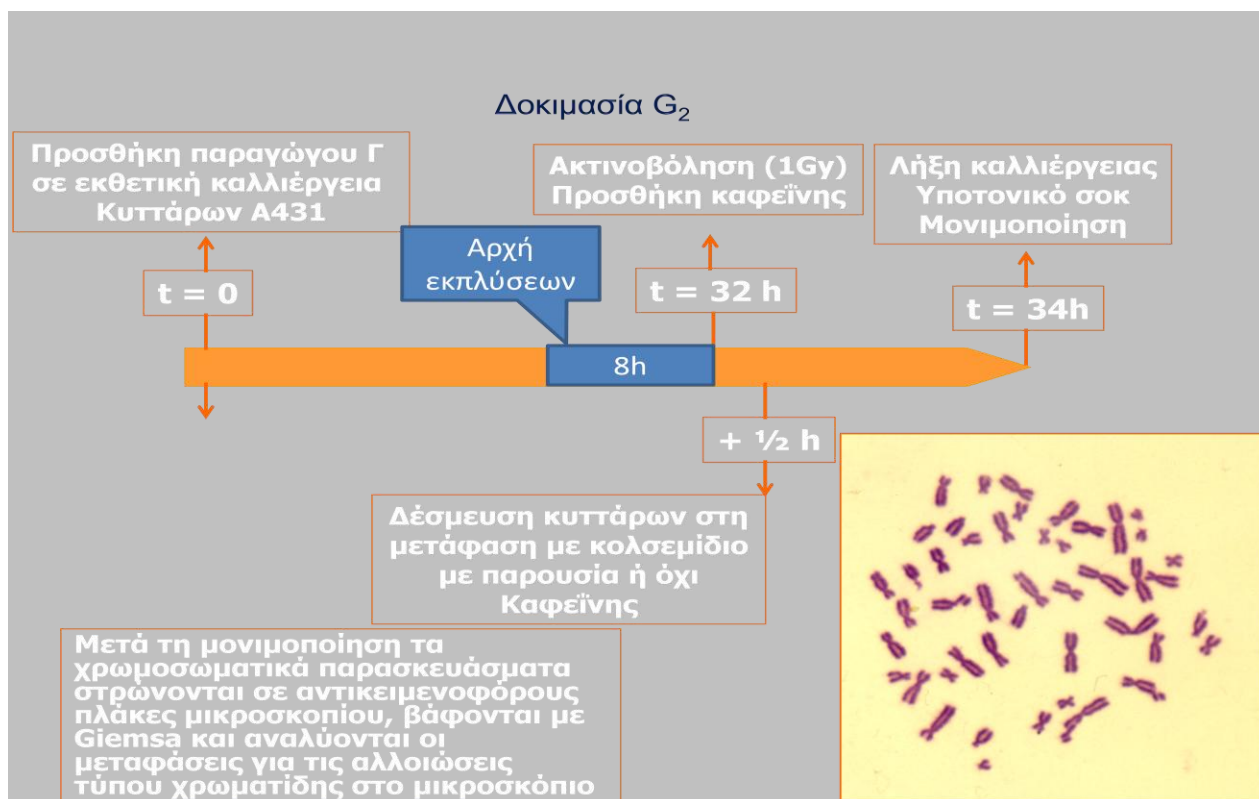 Δοκιμασία G₂
Προσθήκη παραγώγου Γ
σε εκθετική καλλιέργεια
Κυττάρων Α431
Ακτινοβόληση (1Gy)
Προσθήκη καφεΐνης
Λήξη καλλιέργειας
Υποτονικό σοκ
Μονιμοποίηση
Αρχή
εκπλύσεων
t = 0
t = 32 h
t = 34h
8h
+ ½ h
Δέσμευση κυττάρων στη
μετάφαση με κολσεμίδιο
με παρουσία ή όχι
Καφεΐνης
Μετά τη μονιμοποίηση τα
χρωμοσωματικά παρασκευάσματα
στρώνονται σε αντικειμενοφόρους
πλάκες μικροσκοπίου, βάφονται με
Giemsa και αναλύονται οι
μεταφάσεις για τις αλλοιώσεις
τύπου χρωματίδης στο μικροσκόπιο